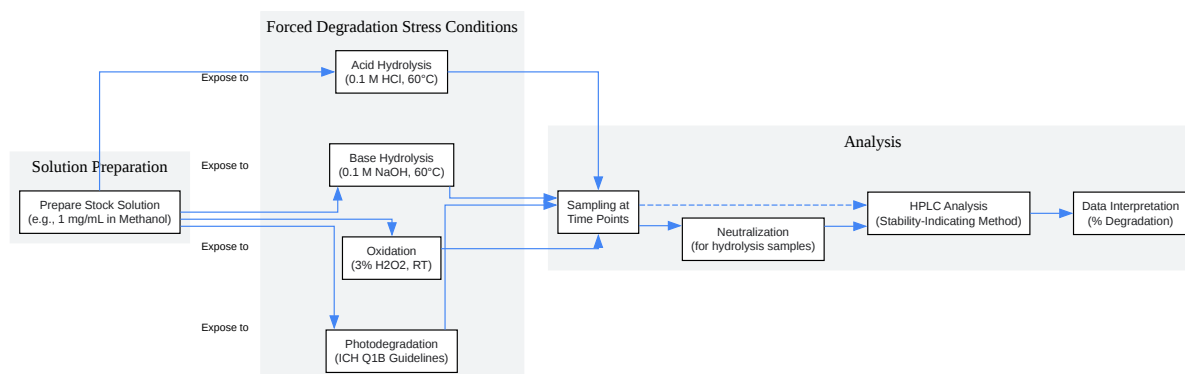 Forced Degradation Stress Conditions
Acid Hydrolysis
(0.1 M HCl, 60°C)
Expose to
Base Hydrolysis
(0.1 M NaOH, 60°C)
Expose to
Solution Preparation
Prepare Stock Solution
(e.g., 1 mg/mL in Methanol)
Expose to
Oxidation
(3% H2O2, RT)
Expose to
Photodegradation
(ICH Q1B Guidelines)
Analysis
Sampling at
Time Points
Neutralization
(for hydrolysis samples)
HPLC Analysis
(Stability-Indicating Method)
Data Interpretation
(% Degradation)